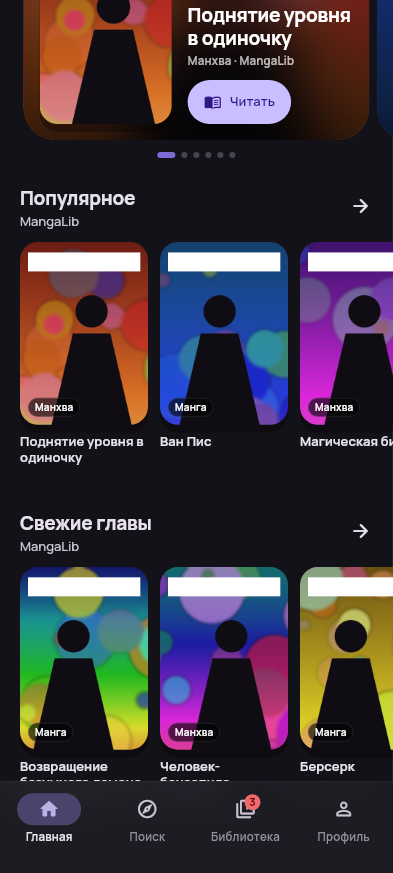 Поднятие уровня
в одиночку
Манхва · MangaLib
Читать
Популярное
MangaLib
Манхва
Манга
Манхва
Поднятие уровня в
одиночку
Ван Пис
Магическая би
Свежие главы
MangaLib
Манга
Манхва
Манга
Возвращение
Человек-
Берсерк
3
Главная
Поиск
Библиотека
Профиль